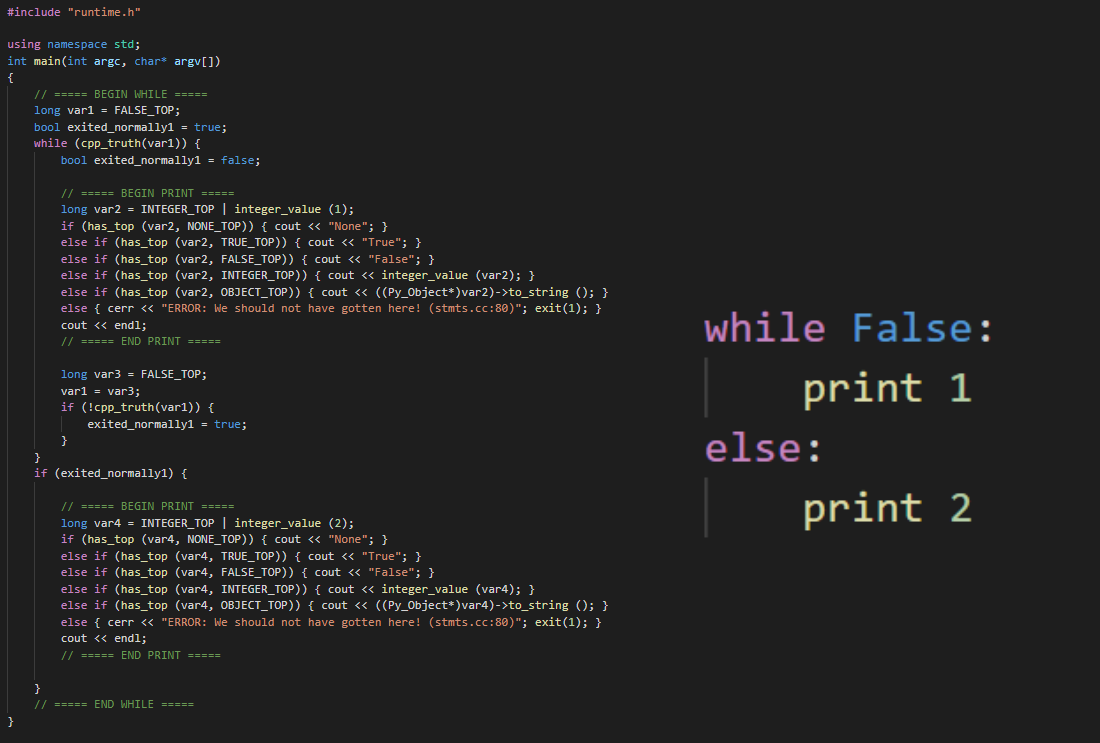 #include "runtime.h"

using namespace std;
int main(int argc, char* argv[])
{
    // ===== BEGIN WHILE =====
    long var1 = FALSE_TOP;
    bool exited_normally1 = true;
    while (cpp_truth(var1)) {
        bool exited_normally1 = false;

        // ===== BEGIN PRINT =====
        long var2 = INTEGER_TOP | integer_value (1);
        if (has_top (var2, NONE_TOP)) { cout << "None"; }
        else if (has_top (var2, TRUE_TOP)) { cout << "True"; }
        else if (has_top (var2, FALSE_TOP)) { cout << "False"; }
        else if (has_top (var2, INTEGER_TOP)) { cout << integer_value (var2); }
        else if (has_top (var2, OBJECT_TOP)) { cout << ((Py_Object*)var2)->to_string (); }
        else { cerr << "ERROR: We should not have gotten here! (stmts.cc:80)"; exit(1); }
        cout << endl;
        // ===== END PRINT =====

        long var3 = FALSE_TOP;
        var1 = var3;
        if (!cpp_truth(var1)) {
            exited_normally1 = true;
        }
    }
    if (exited_normally1) {

        // ===== BEGIN PRINT =====
        long var4 = INTEGER_TOP | integer_value (2);
        if (has_top (var4, NONE_TOP)) { cout << "None"; }
        else if (has_top (var4, TRUE_TOP)) { cout << "True"; }
        else if (has_top (var4, FALSE_TOP)) { cout << "False"; }
        else if (has_top (var4, INTEGER_TOP)) { cout << integer_value (var4); }
        else if (has_top (var4, OBJECT_TOP)) { cout << ((Py_Object*)var4)->to_string (); }
        else { cerr << "ERROR: We should not have gotten here! (stmts.cc:80)"; exit(1); }
        cout << endl;
        // ===== END PRINT =====

    }
    // ===== END WHILE =====
}
while False:
    print 1
else:
    print 2